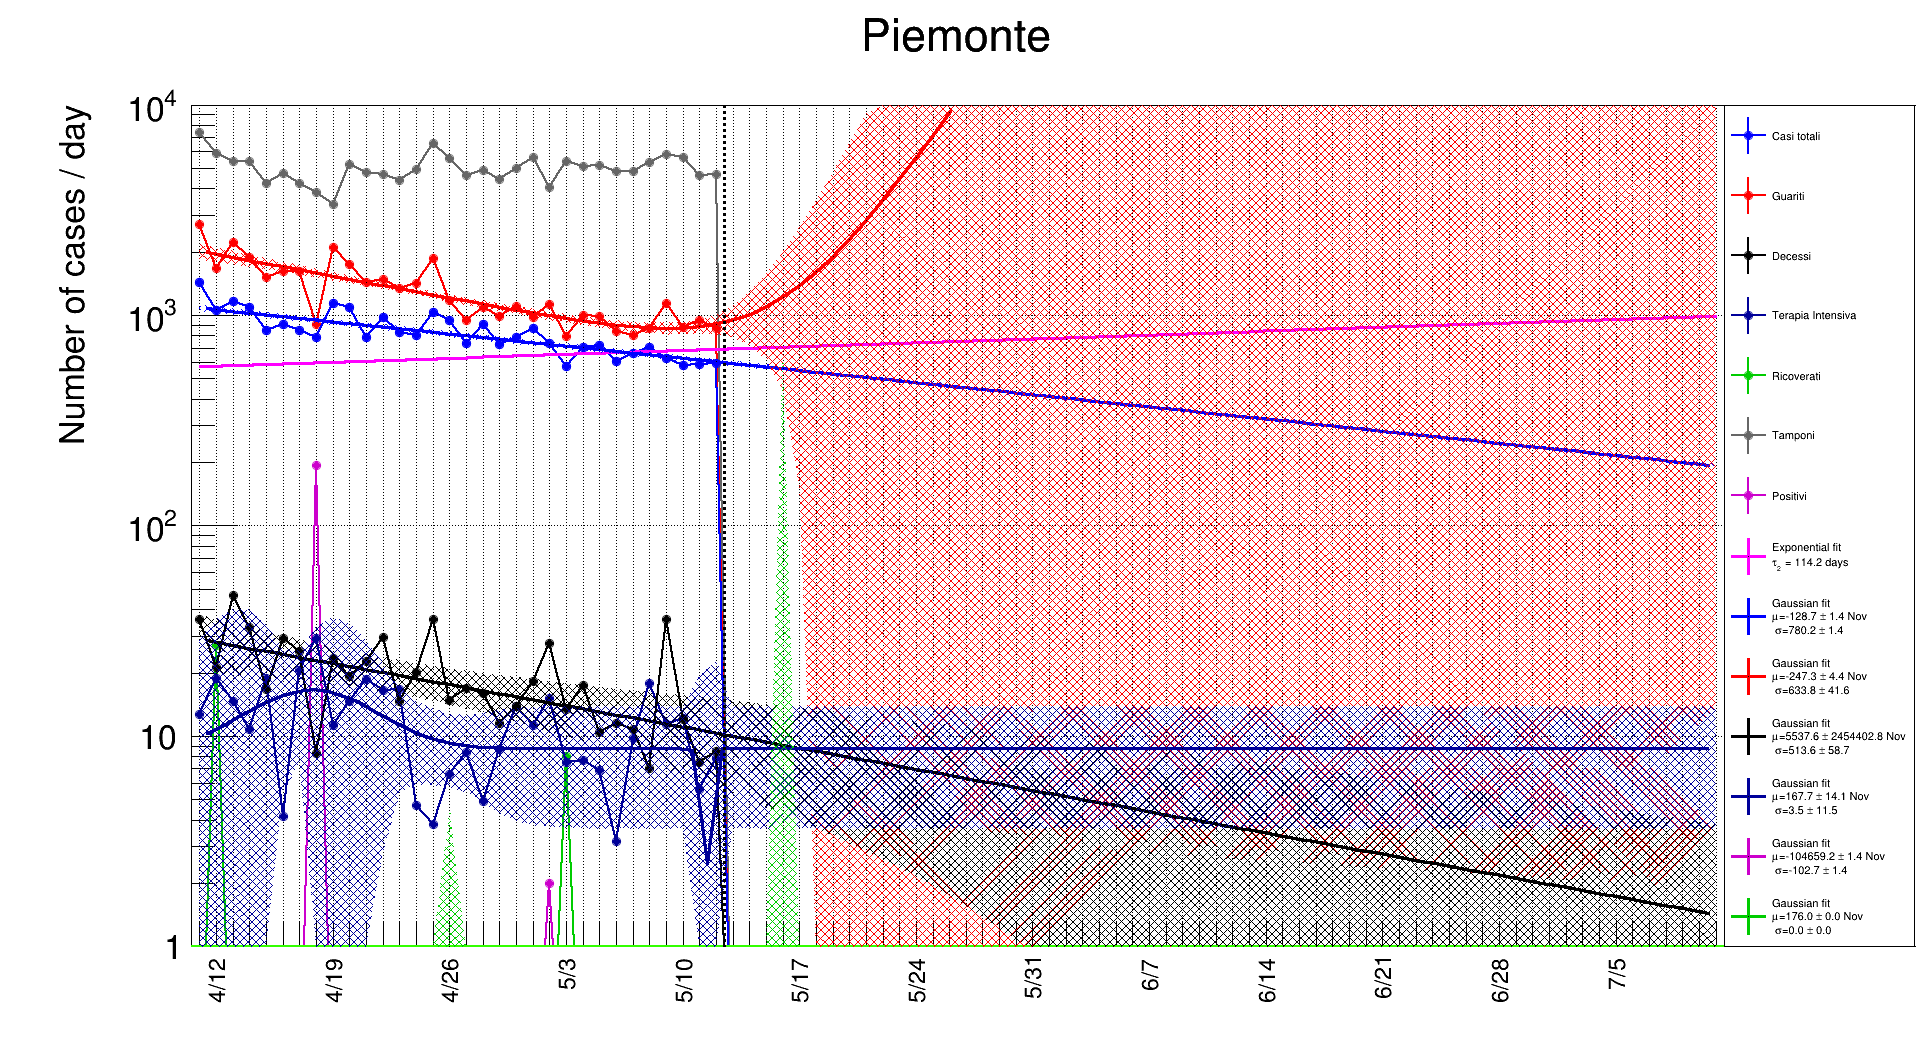 Piemonte
Number of cases / day
10^4
10^3
10^2
10
1
4/12
4/19
4/26
5/3
5/10
5/17
5/24
5/31
6/7
6/14
6/21
6/28
7/5
Casi totali
Guariti
Decessi
Terapia Intensiva
Ricoverati
Tamponi
Positivi
Exponential fit
τ₂ = 114.2 days
Gaussian fit
μ=-128.7 ± 1.4 Nov
σ=780.2 ± 1.4
Gaussian fit
μ=-247.3 ± 4.4 Nov
σ=633.8 ± 41.6
Gaussian fit
μ=5537.6 ± 2454402.8 Nov
σ=513.6 ± 58.7
Gaussian fit
μ=167.7 ± 14.1 Nov
σ=3.5 ± 11.5
Gaussian fit
μ=-104659.2 ± 1.4 Nov
σ=-102.7 ± 1.4
Gaussian fit
μ=176.0 ± 0.0 Nov
σ=0.0 ± 0.0